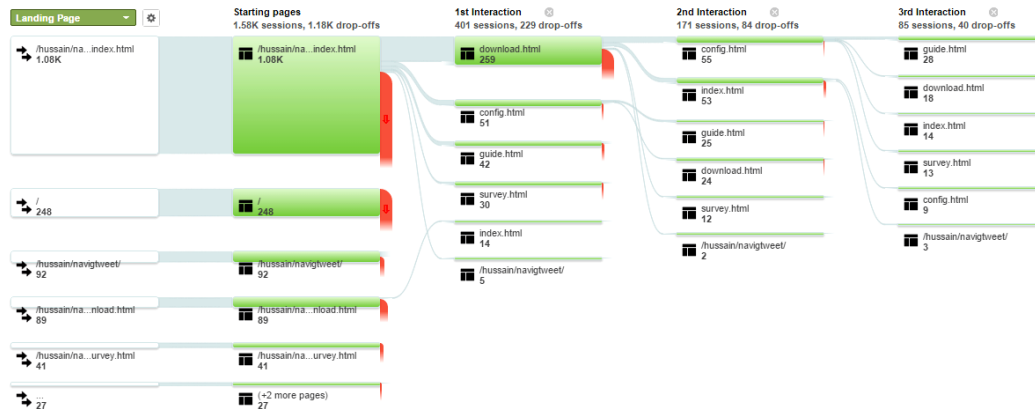 Landing Page
Starting pages
1.58K sessions, 1.18K drop-offs
1st Interaction
401 sessions, 229 drop-offs
2nd Interaction
171 sessions, 84 drop-offs
3rd Interaction
85 sessions, 40 drop-offs
/hussain/na...index.html
1.08K
/
248
/hussain/navigtweet/
92
/hussain/na...nload.html
89
/hussain/na...urvey.html
41
...
27
/hussain/na...index.html
1.08K
/
248
/hussain/navigtweet/
92
/hussain/na...nload.html
89
/hussain/na...urvey.html
41
(+2 more pages)
27
download.html
259
config.html
51
guide.html
42
survey.html
30
index.html
14
/hussain/navigtweet/
5
config.html
55
index.html
53
guide.html
25
download.html
24
survey.html
12
/hussain/navigtweet/
2
guide.html
28
download.html
18
index.html
14
survey.html
13
config.html
9
/hussain/navigtweet/
3